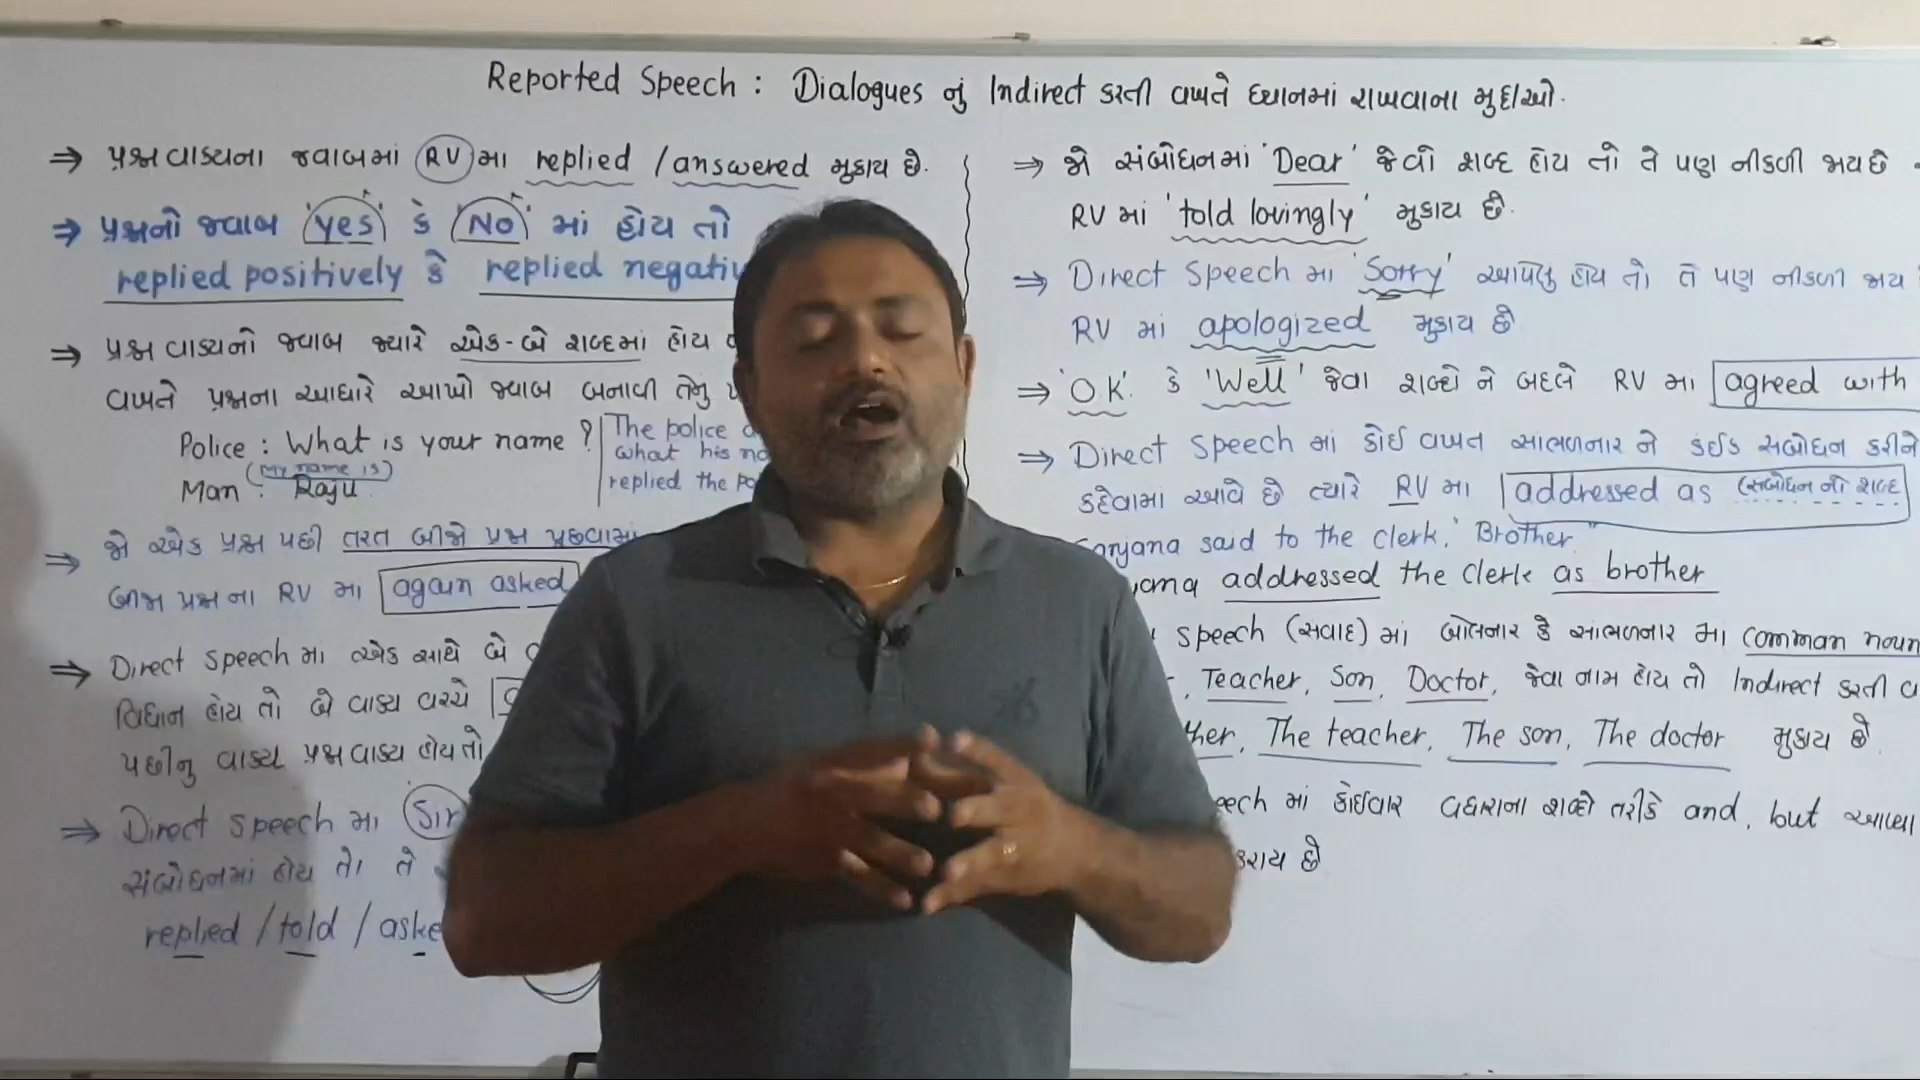 Reported Speech : Dialogues નું Indirect કરતી વખતે ધ્યાનમાં રાખવાના મુદ્દાઓ.
⇒ પ્રશ્નવાક્યના જવાબમાં RV માં replied / answered મુકાય છે.
⇒ પ્રશ્નનો જવાબ 'yes' કે 'No' માં હોય તો
replied positively કે replied
⇒ પ્રશ્નવાક્યનો જવાબ જ્યારે એક-બે શબ્દમાં હોય
વખતે પ્રશ્નના આધારે આખો જવાબ બનાવી તેનુ
Police : What is your name ?
(My name is)
Man : Raju
The police
what his
replied the
⇒ જો એક પ્રશ્ન પછી તરત બીજો પ્રશ્ન પૂછવામાં
બીજા પ્રશ્નના RV મા again asked
⇒ Direct speech મા એક સાથે બે
વિધાન હોય તો બે વાક્ય વચ્ચે
પછીનુ વાક્ય પ્રશ્નવાક્ય હોય તો
⇒ Direct speech મા Sir
સંબોધનમાં હોય તો તે
replied / told /
⇒ જો સંબોધનમાં 'Dear' જેવો શબ્દ હોય તો તે પણ નીકળી જાય છે
RV માં 'told lovingly' મુકાય છે.
⇒ Direct speech મા 'Sorry' આપેલુ હોય તો તે પણ નીકળી જાય
RV માં apologized મુકાય છે
⇒ 'OK' કે 'Well' જેવા શબ્દોને બદલે RV મા agreed with
⇒ Direct speech માં કોઈ વખત સાંભળનાર ને કંઈક સંબોધન કરીને
કહેવામાં આવે છે ત્યારે RV મા addressed as (સંબોધન નો શબ્દ
said to the clerk, "Brother"
addressed the clerk as brother
speech (સંવાદ) માં બોલનાર કે સાંભળનાર મા comman noun
, Teacher, Son, Doctor, જેવા નામ હોય તો Indirect કરતી
The teacher, The son, The doctor મુકાય છે.
માં કોઈવાર વધારાના શબ્દો તરીકે and, but આવ્યા
કરાય છે